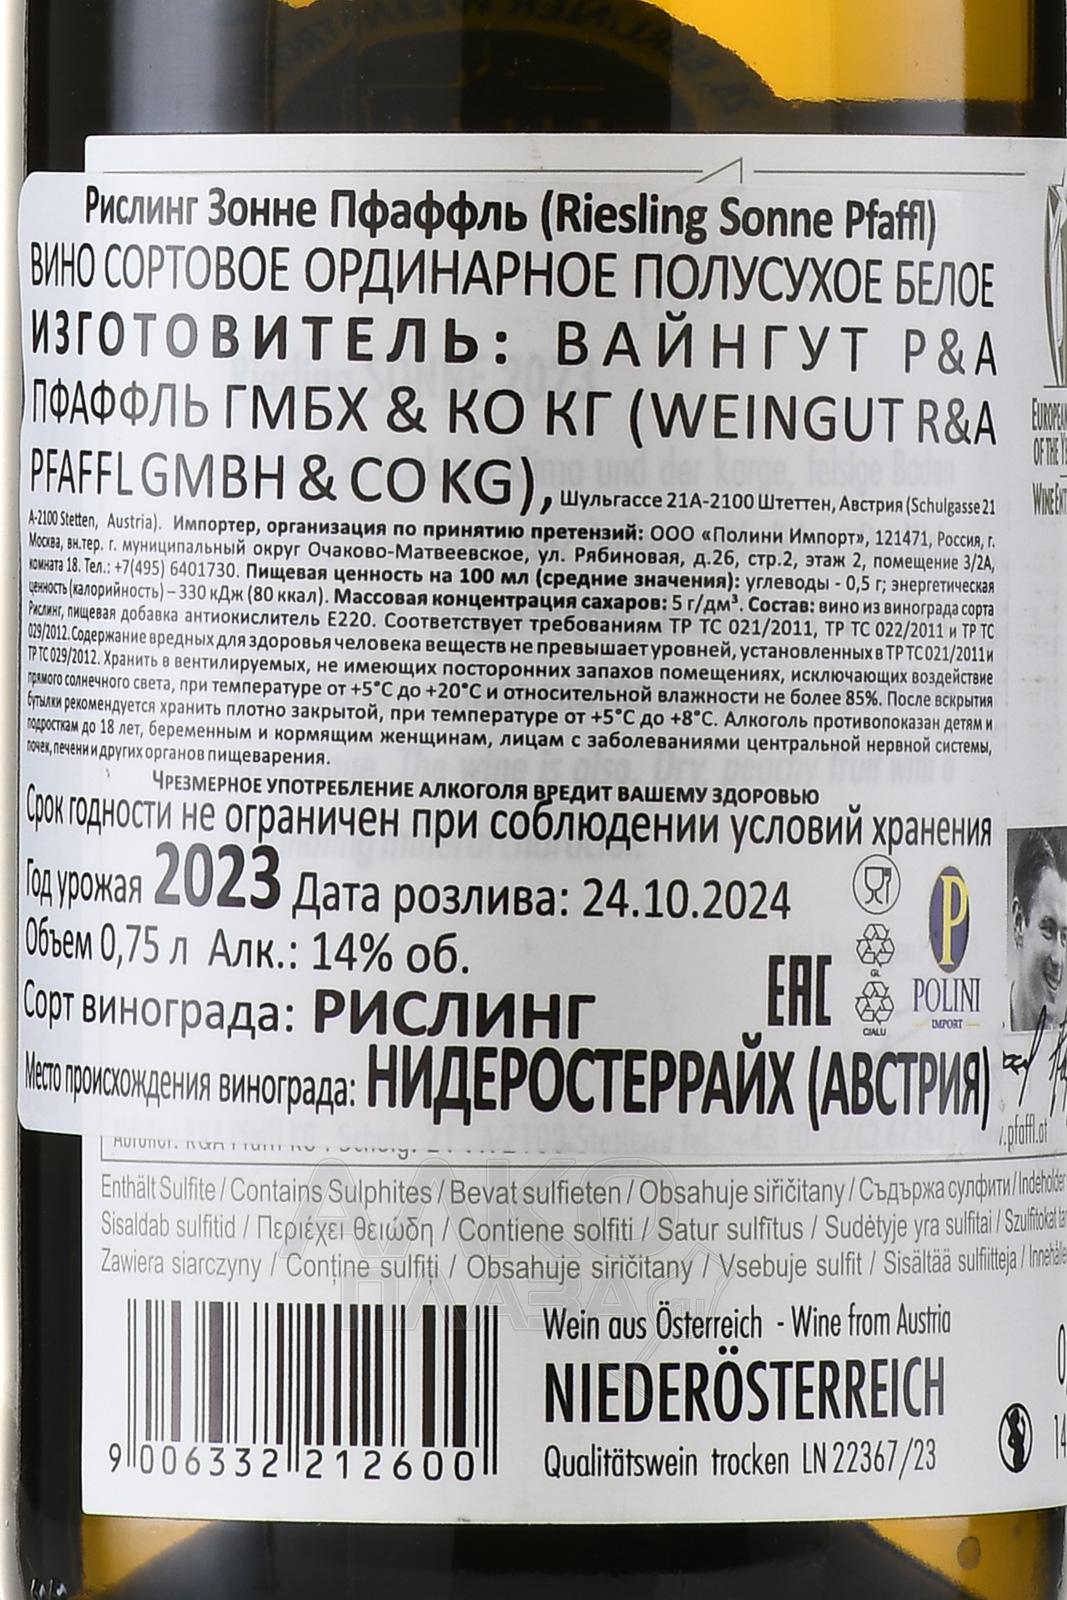 Рислинг Зонне Пфаффль (Riesling Sonne Pfaffl)
ВИНО СОРТОВОЕ ОРДИНАРНОЕ ПОЛУСУХОЕ БЕЛОЕ
ИЗГОТОВИТЕЛЬ: ВАЙНГУТ Р&А
ПФАФФЛЬ ГМБХ & КО КГ (WEINGUT R&A
PFAFFL GMBH & CO KG), Шульгассе 21 А-2100 Штеттен, Австрия (Schulgasse 21
A-2100 Stetten, Austria). Импортер, организация по принятию претензий: ООО «Полини Импорт», 121471, Россия, г.
Москва, вн.тер. г. муниципальный округ Очаково-Матвеевское, ул. Рябиновая, д.26, стр.2, этаж 2, помещение 3/2А,
комната 18. Тел.: +7(495) 6401730. Пищевая ценность на 100 мл (средние значения): углеводы - 0,5 г; энергетическая
ценность (калорийность) – 330 кДж (80 ккал). Массовая концентрация сахаров: 5 г/дм³. Состав: вино из винограда сорта
Рислинг, пищевая добавка антиокислитель Е220. Соответствует требованиям ТР ТС 021/2011, ТР ТС 022/2011 и ТР ТС
029/2012. Содержание вредных для здоровья человека веществ не превышает уровней, установленных в ТР ТС 021/2011 и
ТР ТС 029/2012. Хранить в вентилируемых, не имеющих посторонних запахов помещениях, исключающих воздействие
прямого солнечного света, при температуре от +5°С до +20°С и относительной влажности не более 85%. После вскрытия
бутылки рекомендуется хранить плотно закрытой, при температуре от +5°С до +8°С. Алкоголь противопоказан детям и
подросткам до 18 лет, беременным и кормящим женщинам, лицам с заболеваниями центральной нервной системы,
почек, печени и других органов пищеварения.
ЧРЕЗМЕРНОЕ УПОТРЕБЛЕНИЕ АЛКОГОЛЯ ВРЕДИТ ВАШЕМУ ЗДОРОВЬЮ
Срок годности не ограничен при соблюдении условий хранения
Год урожая 2023 Дата розлива: 24.10.2024
Объем 0,75 л Алк.: 14% об.
Сорт винограда: РИСЛИНГ
Место происхождения винограда: НИДЕРОСТЕРРАЙХ (АВСТРИЯ)
EAC
GL
C/ALU
P
POLINI
IMPORT
EUROPEAN
OF THE
.pfaffl.at
Enthält Sulfite / Contains Sulphites / Bevat sulfieten / Obsahuje siřičitany / Съдържа сулфити / Indeholder
Sisaldab sulfitid / Περιέχει θειώδη / Contiene solfiti / Satur sulfītus / Sudėtyje yra sulfitai / Szulfitokat
Zawiera siarczyny / Conține sulfiți / Obsahuje siričitany / Vsebuje sulfit / Sisältää sulfiitteja /
Wein aus Österreich - Wine from Austria
NIEDERÖSTERREICH
Qualitätswein trocken LN 22367/23
9 006332 212600
АЛКО
ПЛАЗА